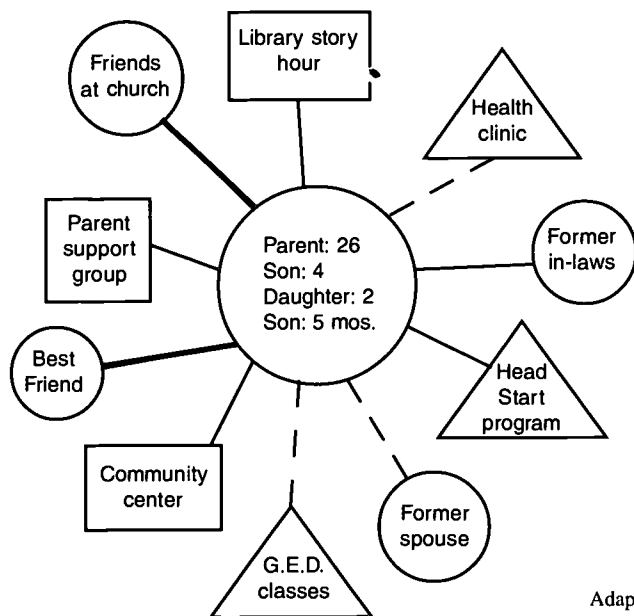 Friends
at church
Library story
hour
Health
clinic
Parent
support
group
Parent: 26
Son: 4
Daughter: 2
Son: 5 mos.
Former
in-laws
Best
Friend
Head
Start
program
Community
center
Former
spouse
G.E.D.
classes
Adap